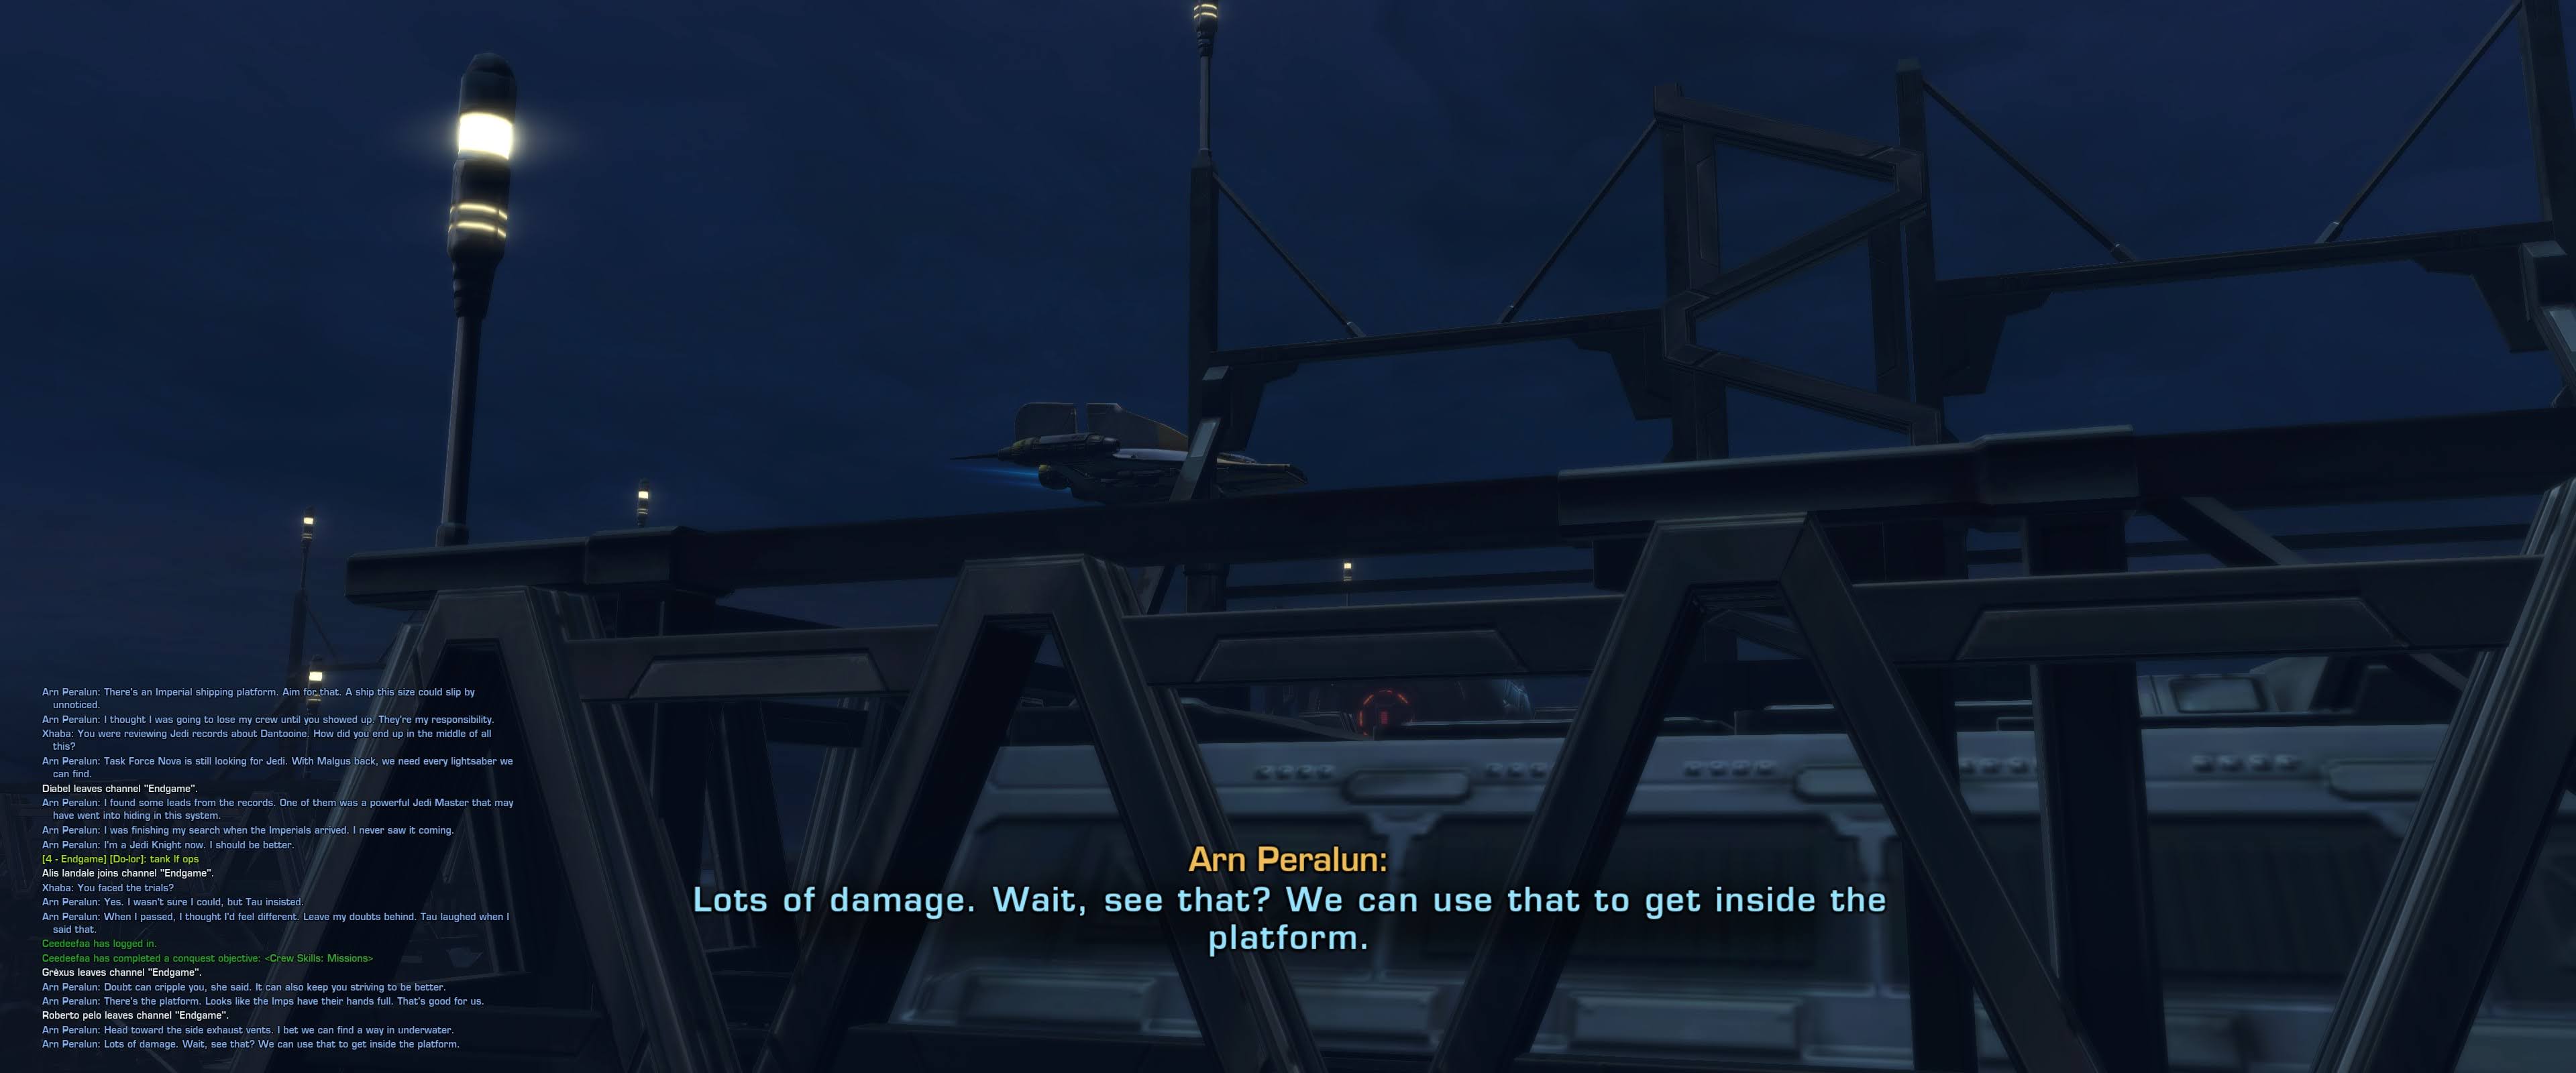 Arn Peralun: There's an Imperial shipping platform. Aim for that. A ship this size could slip by
unnoticed.
Arn Peralun: I thought I was going to lose my crew until you showed up. They're my responsibility.
Xhaba: You were reviewing Jedi records about Dantooine. How did you end up in the middle of all
this?
Arn Peralun: Task Force Nova is still looking for Jedi. With Malgus back, we need every lightsaber we
can find.
Diabel leaves channel "Endgame".
Arn Peralun: I found some leads from the records. One of them was a powerful Jedi Master that may
have went into hiding in this system.
Arn Peralun: I was finishing my search when the Imperials arrived. I never saw it coming.
Arn Peralun: I'm a Jedi Knight now. I should be better.
[4 - Endgame] [Do-lor]: tank lf ops
Alis landale joins channel "Endgame".
Xhaba: You faced the trials?
Arn Peralun: Yes. I wasn't sure I could, but Tau insisted.
Arn Peralun: When I passed, I thought I'd feel different. Leave my doubts behind. Tau laughed when I
said that.
Ceedeefaa has logged in.
Ceedeefaa has completed a conquest objective: <Crew Skills: Missions>
Grèxus leaves channel "Endgame".
Arn Peralun: Doubt can cripple you, she said. It can also keep you striving to be better.
Arn Peralun: There's the platform. Looks like the Imps have their hands full. That's good for us.
Roberto pelo leaves channel "Endgame".
Arn Peralun: Head toward the side exhaust vents. I bet we can find a way in underwater.
Arn Peralun: Lots of damage. Wait, see that? We can use that to get inside the platform.
Arn Peralun:
Lots of damage. Wait, see that? We can use that to get inside the
platform.